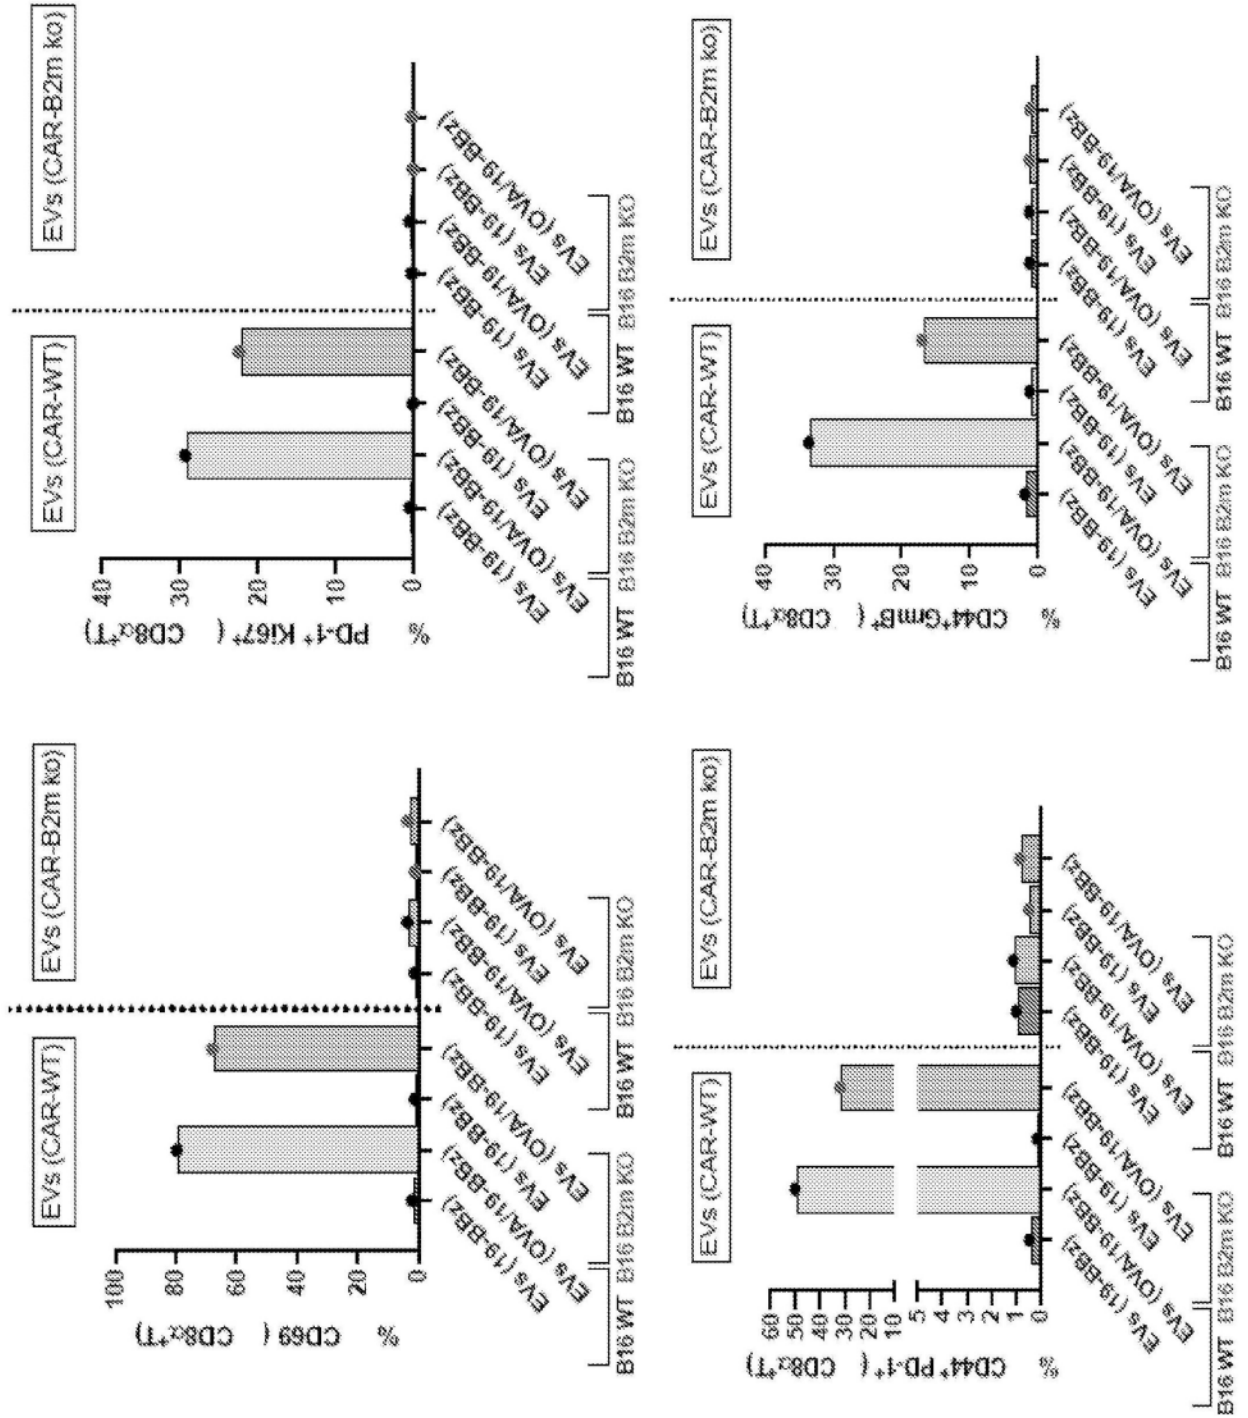 EVs (CAR-WT)
EVs (CAR-B2m ko)
% CD69 ( CD8α⁺T)
100
80
60
40
20
0
EVs (19-BBz)
EVs (OVA/19-BBz)
EVs (19-BBz)
EVs (OVA/19-BBz)
EVs (19-BBz)
EVs (OVA/19-BBz)
EVs (19-BBz)
EVs (OVA/19-BBz)
B16 WT B16 B2m KO B16 WT B16 B2m KO
EVs (CAR-WT)
EVs (CAR-B2m ko)
% PD-1⁺ Ki67⁺ ( CD8α⁺T)
40
30
20
10
0
EVs (19-BBz)
EVs (OVA/19-BBz)
EVs (19-BBz)
EVs (OVA/19-BBz)
EVs (19-BBz)
EVs (OVA/19-BBz)
EVs (19-BBz)
EVs (OVA/19-BBz)
B16 WT B16 B2m KO B16 WT B16 B2m KO
EVs (CAR-WT)
EVs (CAR-B2m ko)
% CD44⁺PD-1⁺ ( CD8α⁺T)
60
50
40
30
20
10
5
4
3
2
1
0
EVs (19-BBz)
EVs (OVA/19-BBz)
EVs (19-BBz)
EVs (OVA/19-BBz)
EVs (19-BBz)
EVs (OVA/19-BBz)
EVs (19-BBz)
EVs (OVA/19-BBz)
B16 WT B16 B2m KO B16 WT B16 B2m KO
EVs (CAR-WT)
EVs (CAR-B2m ko)
% CD44⁺GrmB⁺ ( CD8α⁺T)
40
30
20
10
0
EVs (19-BBz)
EVs (OVA/19-BBz)
EVs (19-BBz)
EVs (OVA/19-BBz)
EVs (19-BBz)
EVs (OVA/19-BBz)
EVs (19-BBz)
EVs (OVA/19-BBz)
B16 WT B16 B2m KO B16 WT B16 B2m KO